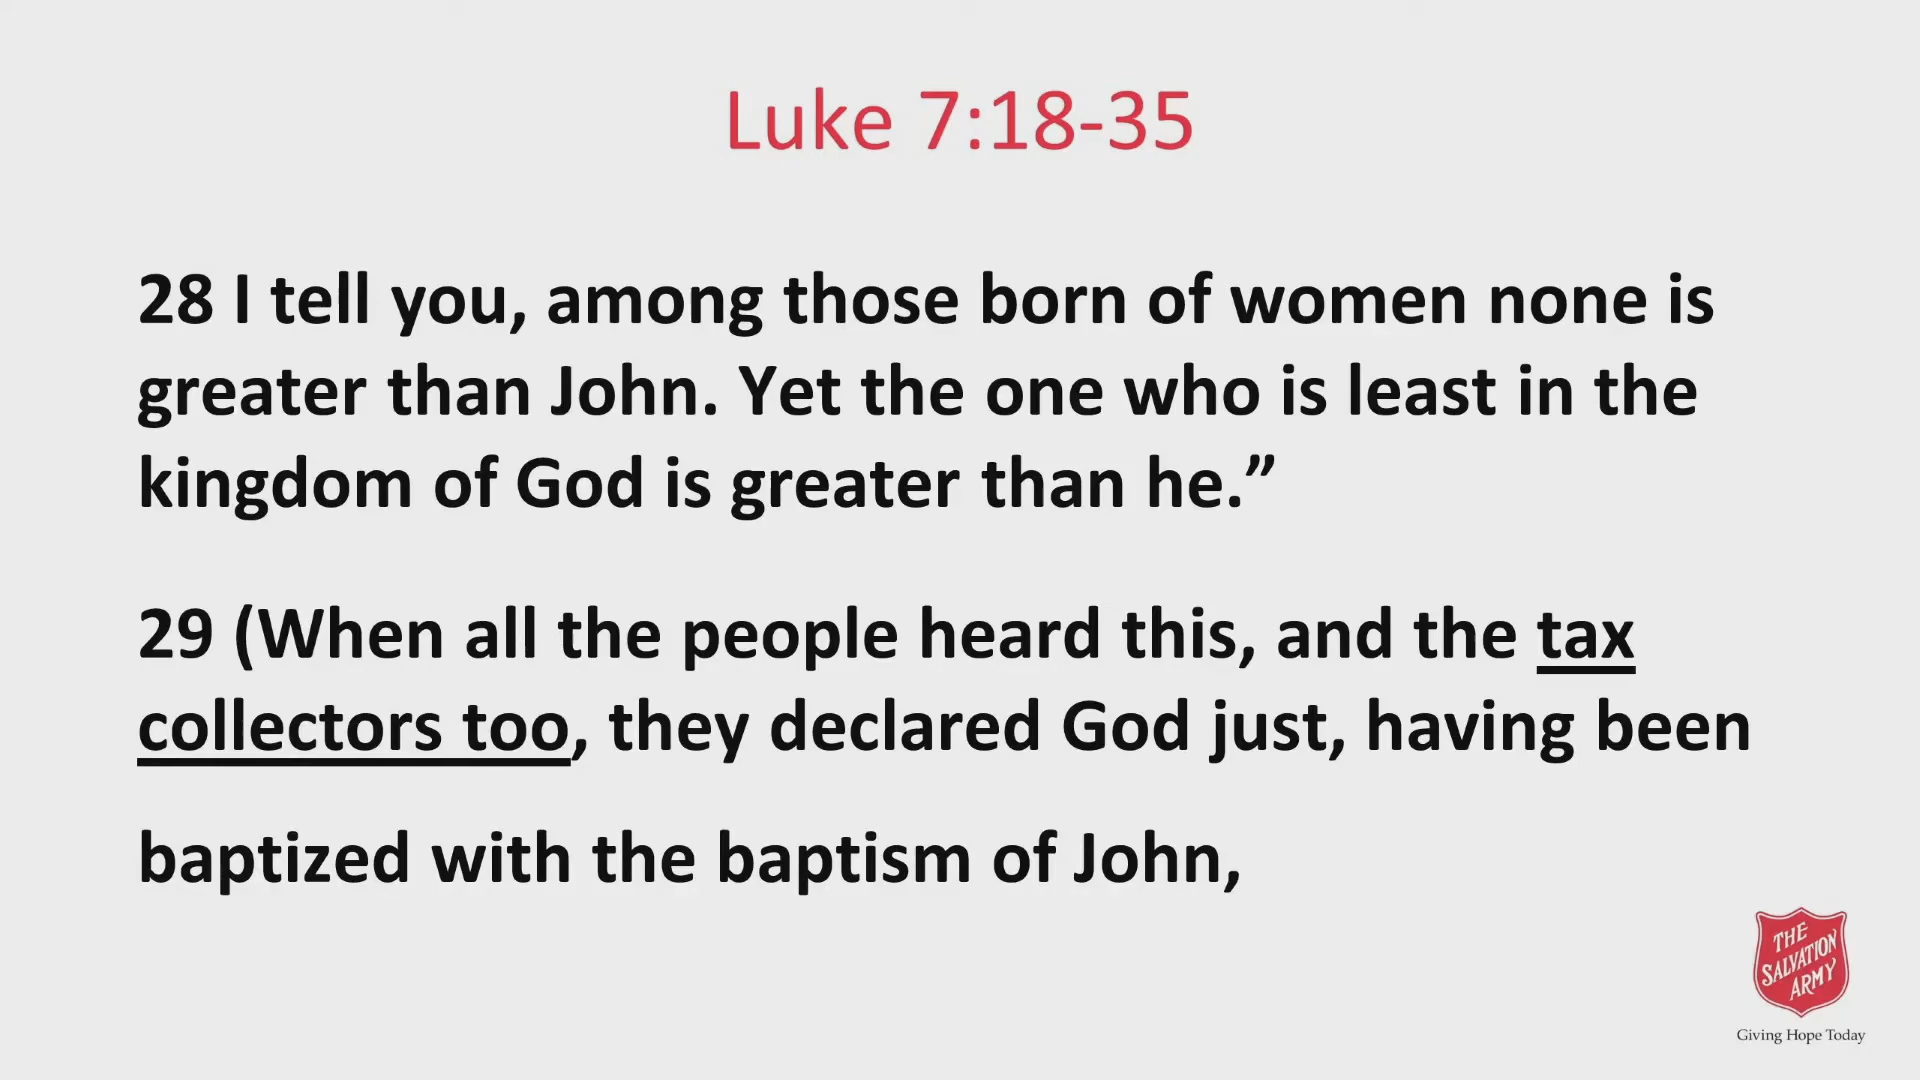 Luke 7:18-35
28 I tell you, among those born of women none is
greater than John. Yet the one who is least in the
kingdom of God is greater than he.”
29 (When all the people heard this, and the tax
collectors too, they declared God just, having been
baptized with the baptism of John,
THE
SALVATION
ARMY
Giving Hope Today